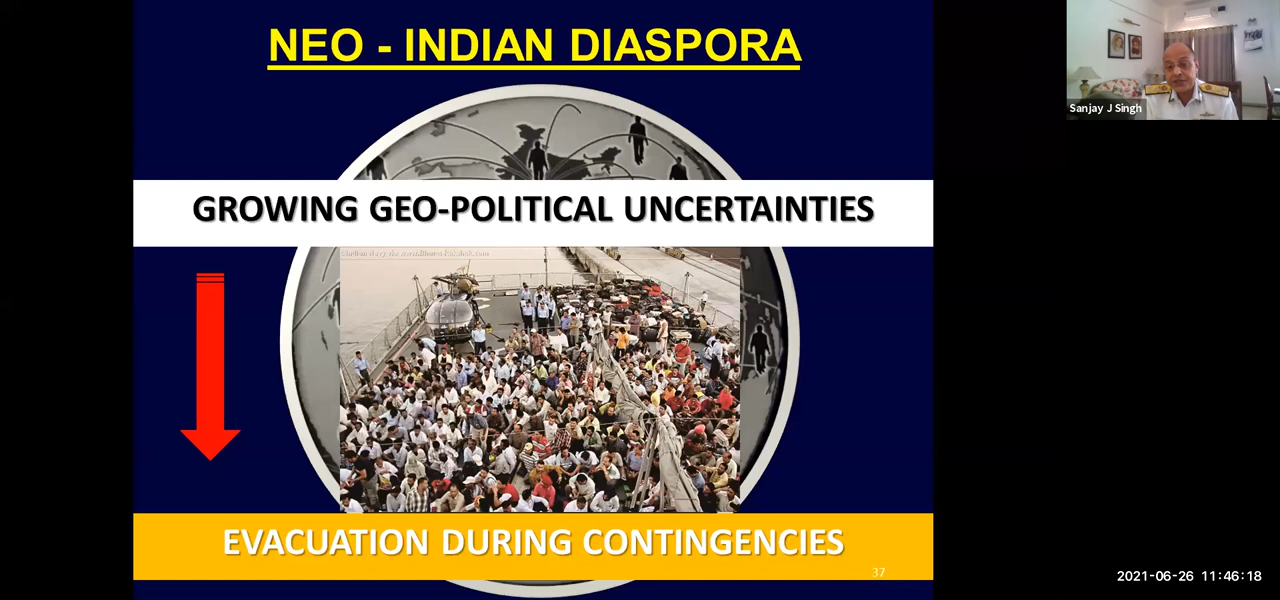 NEO - INDIAN DIASPORA
Sanjay J Singh
GROWING GEO-POLITICAL UNCERTAINTIES
EVACUATION DURING CONTINGENCIES
37
2021-06-26 11:46:18